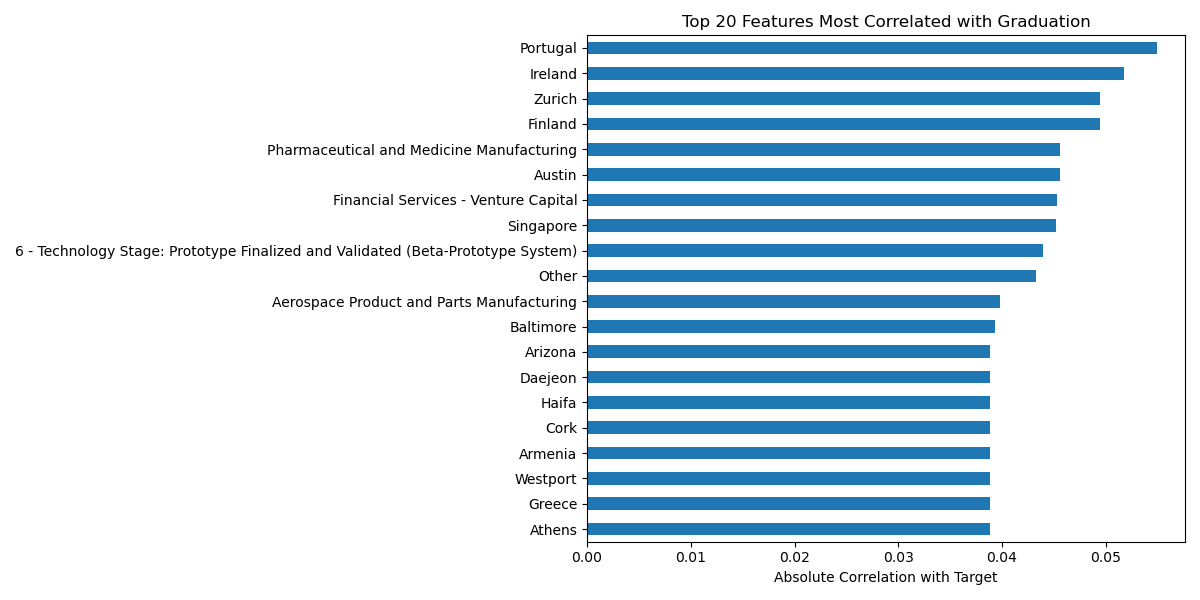 Top 20 Features Most Correlated with Graduation
Portugal
Ireland
Zurich
Finland
Pharmaceutical and Medicine Manufacturing
Austin
Financial Services - Venture Capital
Singapore
6 - Technology Stage: Prototype Finalized and Validated (Beta-Prototype System)
Other
Aerospace Product and Parts Manufacturing
Baltimore
Arizona
Daejeon
Haifa
Cork
Armenia
Westport
Greece
Athens
0.00 0.01 0.02 0.03 0.04 0.05
Absolute Correlation with Target